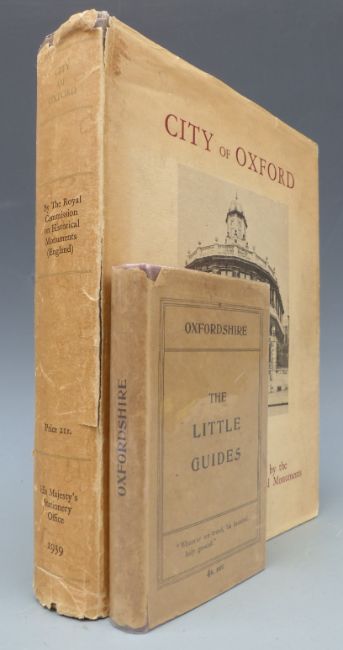 CITY
OF
OXFORD
By The Royal
Commission
on Historical
Monuments
(England)
Price 21s.
His Majesty's
Stationery
Office
1939
CITY OF OXFORD
by the
Monuments
OXFORDSHIRE
OXFORDSHIRE
THE
LITTLE
GUIDES